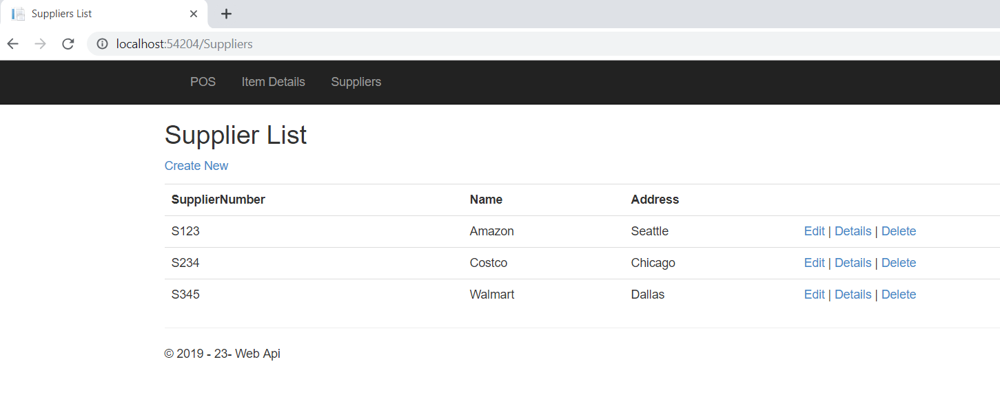 Suppliers List
localhost:54204/Suppliers
POS Item Details Suppliers
Supplier List
Create New
SupplierNumber Name Address
S123 Amazon Seattle Edit | Details | Delete
S234 Costco Chicago Edit | Details | Delete
S345 Walmart Dallas Edit | Details | Delete
© 2019 - 23- Web Api